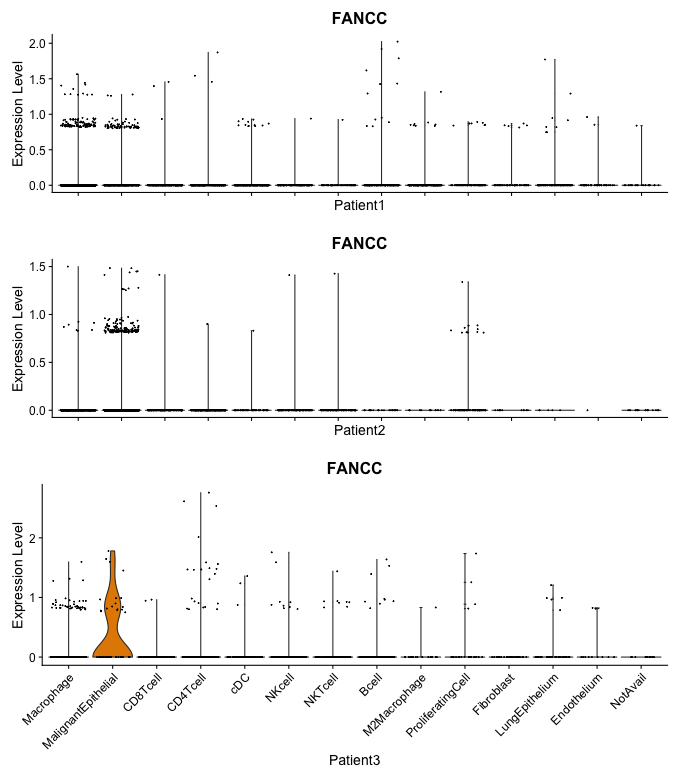 FANCC
Expression Level
2.0
1.5
1.0
0.5
0.0
Patient1
FANCC
Expression Level
1.5
1.0
0.5
0.0
Patient2
FANCC
Expression Level
2
1
0
Macrophage
MalignantEpithelial
CD8Tcell
CD4Tcell
cDC
NKcell
NKTcell
Bcell
M2Macrophage
ProliferatingCell
Fibroblast
LungEpithelium
Endothelium
NotAvail
Patient3